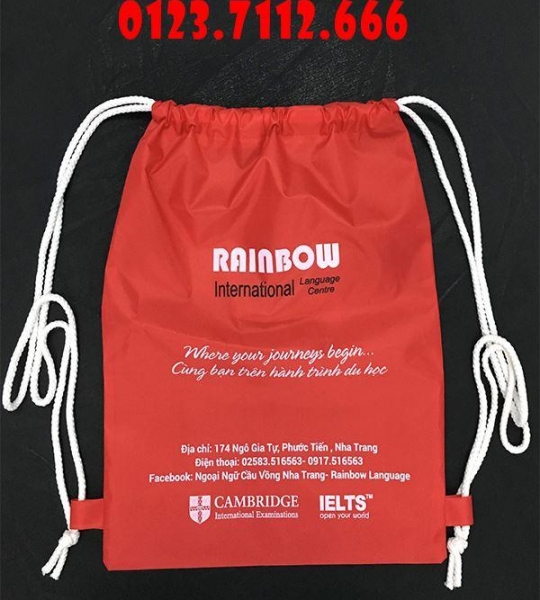 0123.7112.666
RAINBOW
International Language Centre
Where your journeys begin...
Cùng bạn trên hành trình du học
Địa chỉ: 174 Ngô Gia Tự, Phước Tiến , Nha Trang
Điện thoại: 02583.516563- 0917.516563
Facebook: Ngoại Ngữ Cầu Vồng Nha Trang- Rainbow Language
CAMBRIDGE
International Examinations
IELTS™
open your world